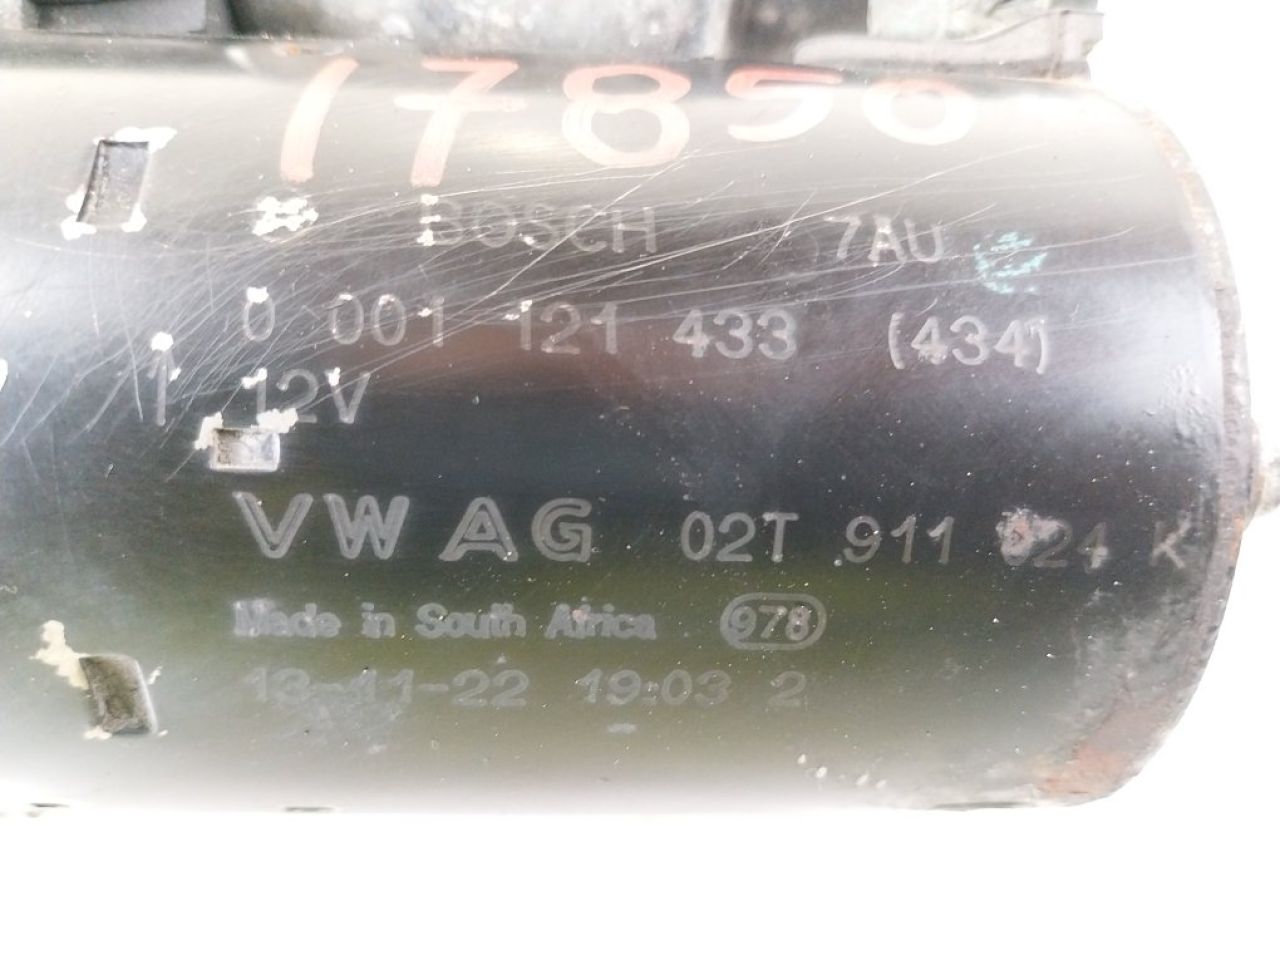 17850
BOSCH 7AU
0 001 121 433 (434)
12V
VW AG 02T 911 024 K
Made in South Africa 978
13-11-22 19:03 2